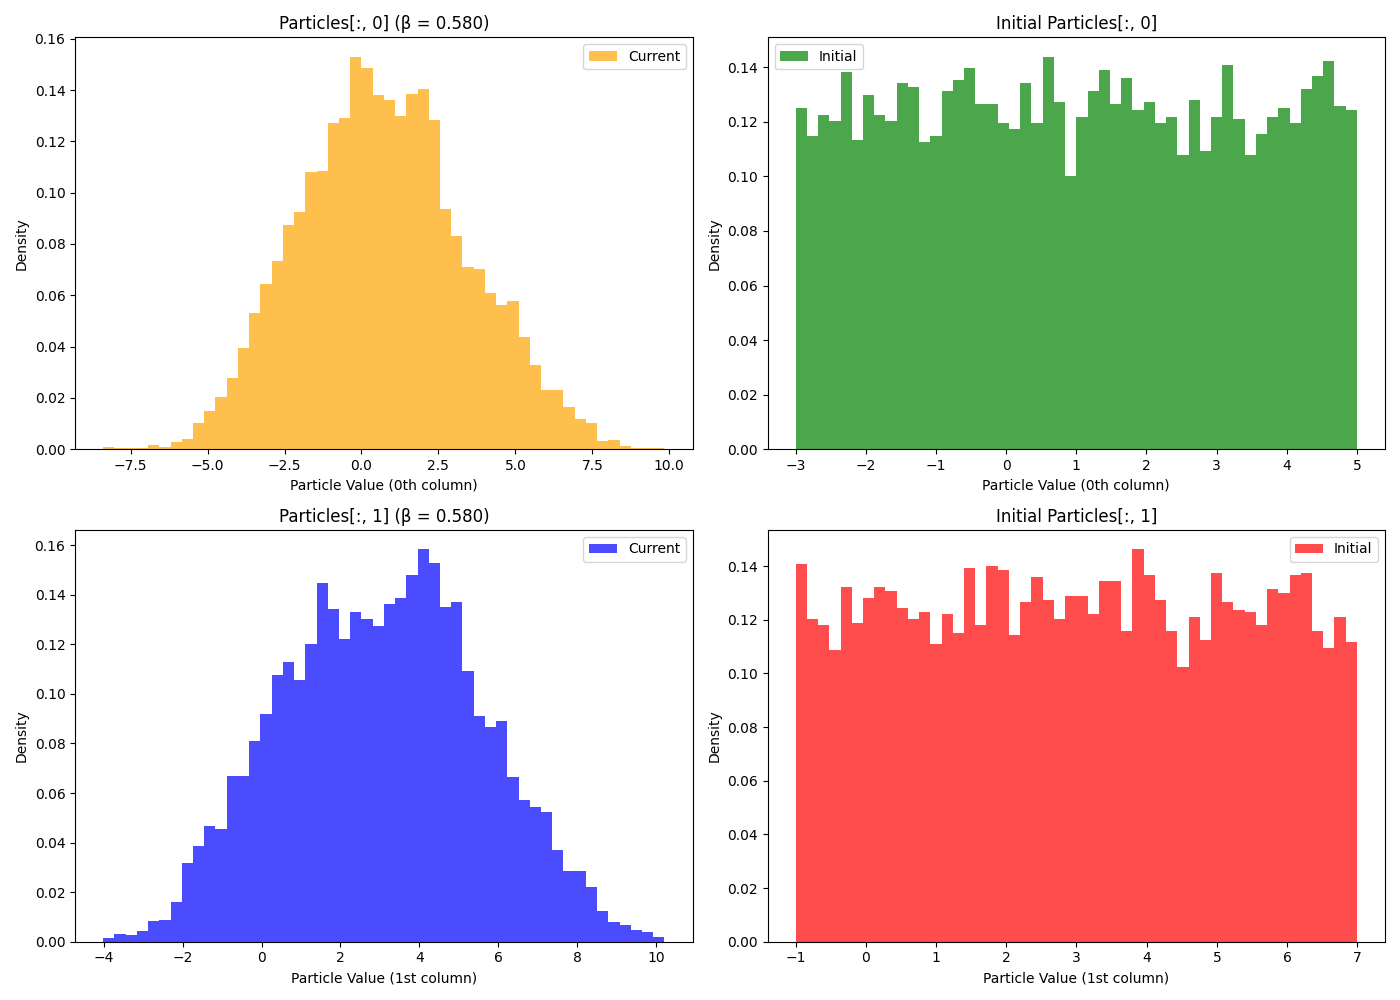 Particles[:, 0] (β = 0.580)
Current
0.16
0.14
0.12
0.10
0.08
0.06
0.04
0.02
0.00
Density
−7.5 −5.0 −2.5 0.0 2.5 5.0 7.5 10.0
Particle Value (0th column)
Initial Particles[:, 0]
Initial
0.14
0.12
0.10
0.08
0.06
0.04
0.02
0.00
Density
−3 −2 −1 0 1 2 3 4 5
Particle Value (0th column)
Particles[:, 1] (β = 0.580)
Current
0.16
0.14
0.12
0.10
0.08
0.06
0.04
0.02
0.00
Density
−4 −2 0 2 4 6 8 10
Particle Value (1st column)
Initial Particles[:, 1]
Initial
0.14
0.12
0.10
0.08
0.06
0.04
0.02
0.00
Density
−1 0 1 2 3 4 5 6 7
Particle Value (1st column)